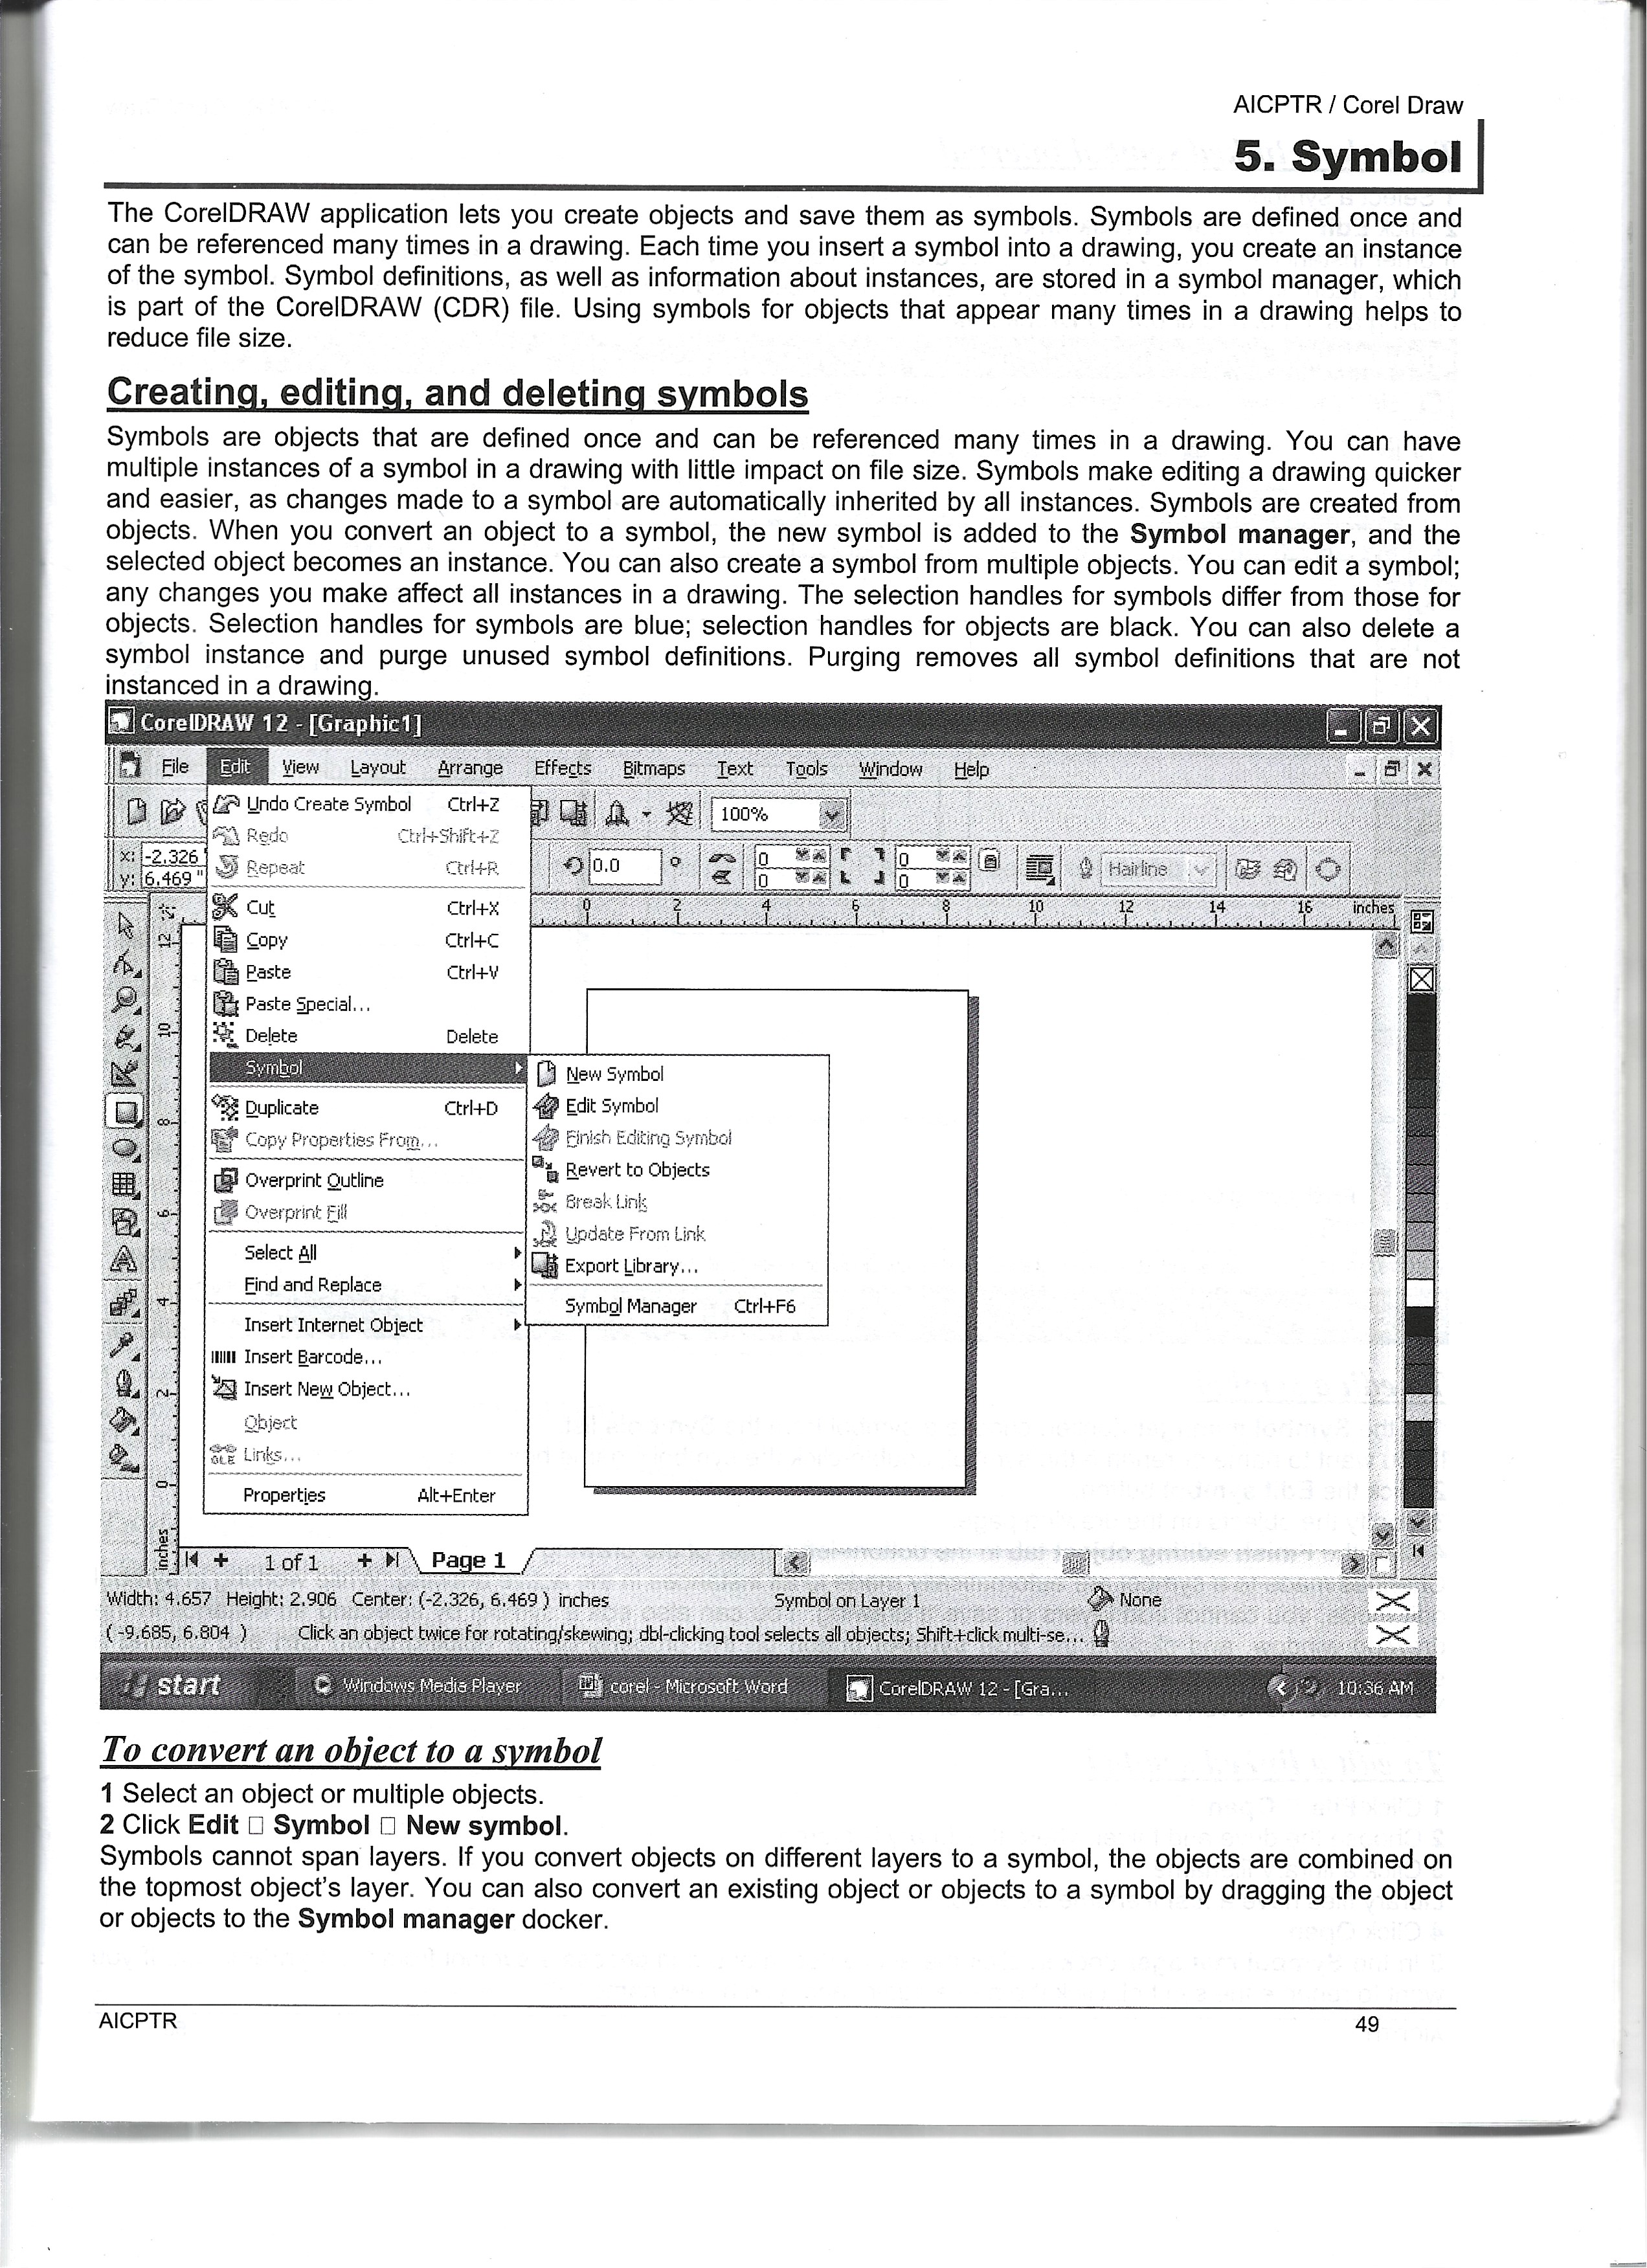 AICPTR / Corel Draw
5. Symbol
The CorelDRAW application lets you create objects and save them as symbols. Symbols are defined once and
can be referenced many times in a drawing. Each time you insert a symbol into a drawing, you create an instance
of the symbol. Symbol definitions, as well as information about instances, are stored in a symbol manager, which
is part of the CorelDRAW (CDR) file. Using symbols for objects that appear many times in a drawing helps to
reduce file size.
Creating, editing, and deleting symbols
Symbols are objects that are defined once and can be referenced many times in a drawing. You can have
multiple instances of a symbol in a drawing with little impact on file size. Symbols make editing a drawing quicker
and easier, as changes made to a symbol are automatically inherited by all instances. Symbols are created from
objects. When you convert an object to a symbol, the new symbol is added to the Symbol manager, and the
selected object becomes an instance. You can also create a symbol from multiple objects. You can edit a symbol;
any changes you make affect all instances in a drawing. The selection handles for symbols differ from those for
objects. Selection handles for symbols are blue; selection handles for objects are black. You can also delete a
symbol instance and purge unused symbol definitions. Purging removes all symbol definitions that are not
instanced in a drawing.
CorelDRAW 12 - [Graphic1]
File Edit View Layout Arrange Effects Bitmaps Text Tools Window Help
100%
x: -2.326 "
y: 6.469 "
0.0
0 0
0 0
Hairline
0 2 4 6 8 10 12 14 16 inches
12
10
8
6
4
2
0
inches
Undo Create Symbol Ctrl+Z
Redo Ctrl+Shift+Z
Repeat Ctrl+R
Cut Ctrl+X
Copy Ctrl+C
Paste Ctrl+V
Paste Special...
Delete Delete
Symbol
Duplicate Ctrl+D
Copy Properties From...
Overprint Outline
Overprint Fill
Select All
Find and Replace
Insert Internet Object
Insert Barcode...
Insert New Object...
Object
OLE Links...
Properties Alt+Enter
New Symbol
Edit Symbol
Finish Editing Symbol
Revert to Objects
Break Link
Update From Link
Export Library...
Symbol Manager Ctrl+F6
1 of 1 Page 1
Width: 4.657 Height: 2.906 Center: (-2.326, 6.469 ) inches Symbol on Layer 1 None
( -9.685, 6.804 ) Click an object twice for rotating/skewing; dbl-clicking tool selects all objects; Shift+click multi-se...
start Windows Media Player corel - Microsoft Word CorelDRAW 12 - [Gra... 10:36 AM
To convert an object to a symbol
1 Select an object or multiple objects.
2 Click Edit □ Symbol □ New symbol.
Symbols cannot span layers. If you convert objects on different layers to a symbol, the objects are combined on
the topmost object's layer. You can also convert an existing object or objects to a symbol by dragging the object
or objects to the Symbol manager docker.
AICPTR 49